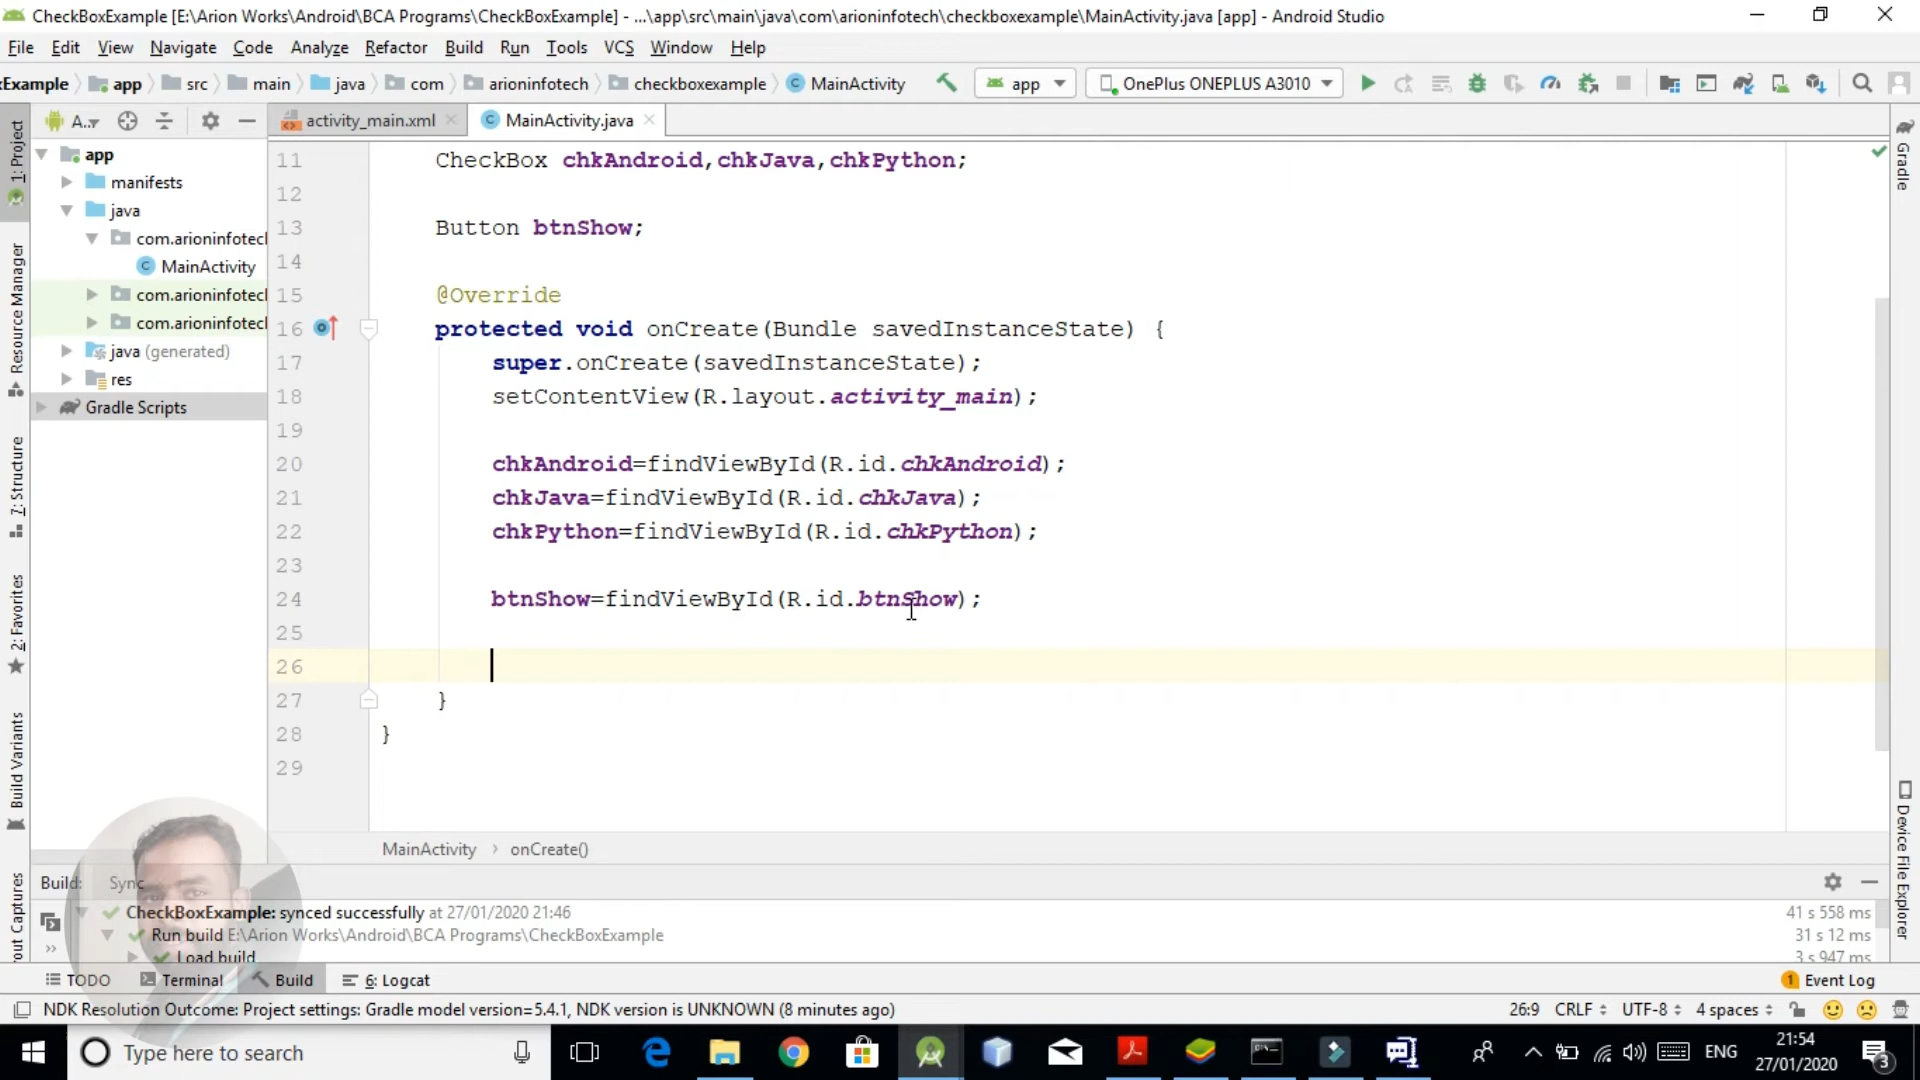 CheckBoxExample [E:\Arion Works\Android\BCA Programs\CheckBoxExample] - ...\app\src\main\java\com\arioninfotech\checkboxexample\MainActivity.java [app] - Android Studio
File Edit View Navigate Code Analyze Refactor Build Run Tools VCS Window Help
xExample app src main java com arioninfotech checkboxexample MainActivity app OnePlus ONEPLUS A3010
A.. activity_main.xml MainActivity.java
1: Project
Resource Manager
7: Structure
2: Favorites
Build Variants
out Captures
app
manifests
java
com.arioninfotecl
MainActivity
com.arioninfotecl
com.arioninfotecl
java (generated)
res
Gradle Scripts
11 CheckBox chkAndroid,chkJava,chkPython;
12
13 Button btnShow;
14
15 @Override
16 protected void onCreate(Bundle savedInstanceState) {
17 super.onCreate(savedInstanceState);
18 setContentView(R.layout.activity_main);
19
20 chkAndroid=findViewById(R.id.chkAndroid);
21 chkJava=findViewById(R.id.chkJava);
22 chkPython=findViewById(R.id.chkPython);
23
24 btnShow=findViewById(R.id.btnShow);
25
26
27 }
28 }
29
MainActivity › onCreate()
Gradle
Device File Explorer
Build: Sync
CheckBoxExample: synced successfully at 27/01/2020 21:46 41 s 558 ms
Run build E:\Arion Works\Android\BCA Programs\CheckBoxExample 31 s 12 ms
Load build 3 s 947 ms
TODO Terminal Build 6: Logcat 1 Event Log
NDK Resolution Outcome: Project settings: Gradle model version=5.4.1, NDK version is UNKNOWN (8 minutes ago) 26:9 CRLF UTF-8 4 spaces
Type here to search ENG 21:54
27/01/2020 3